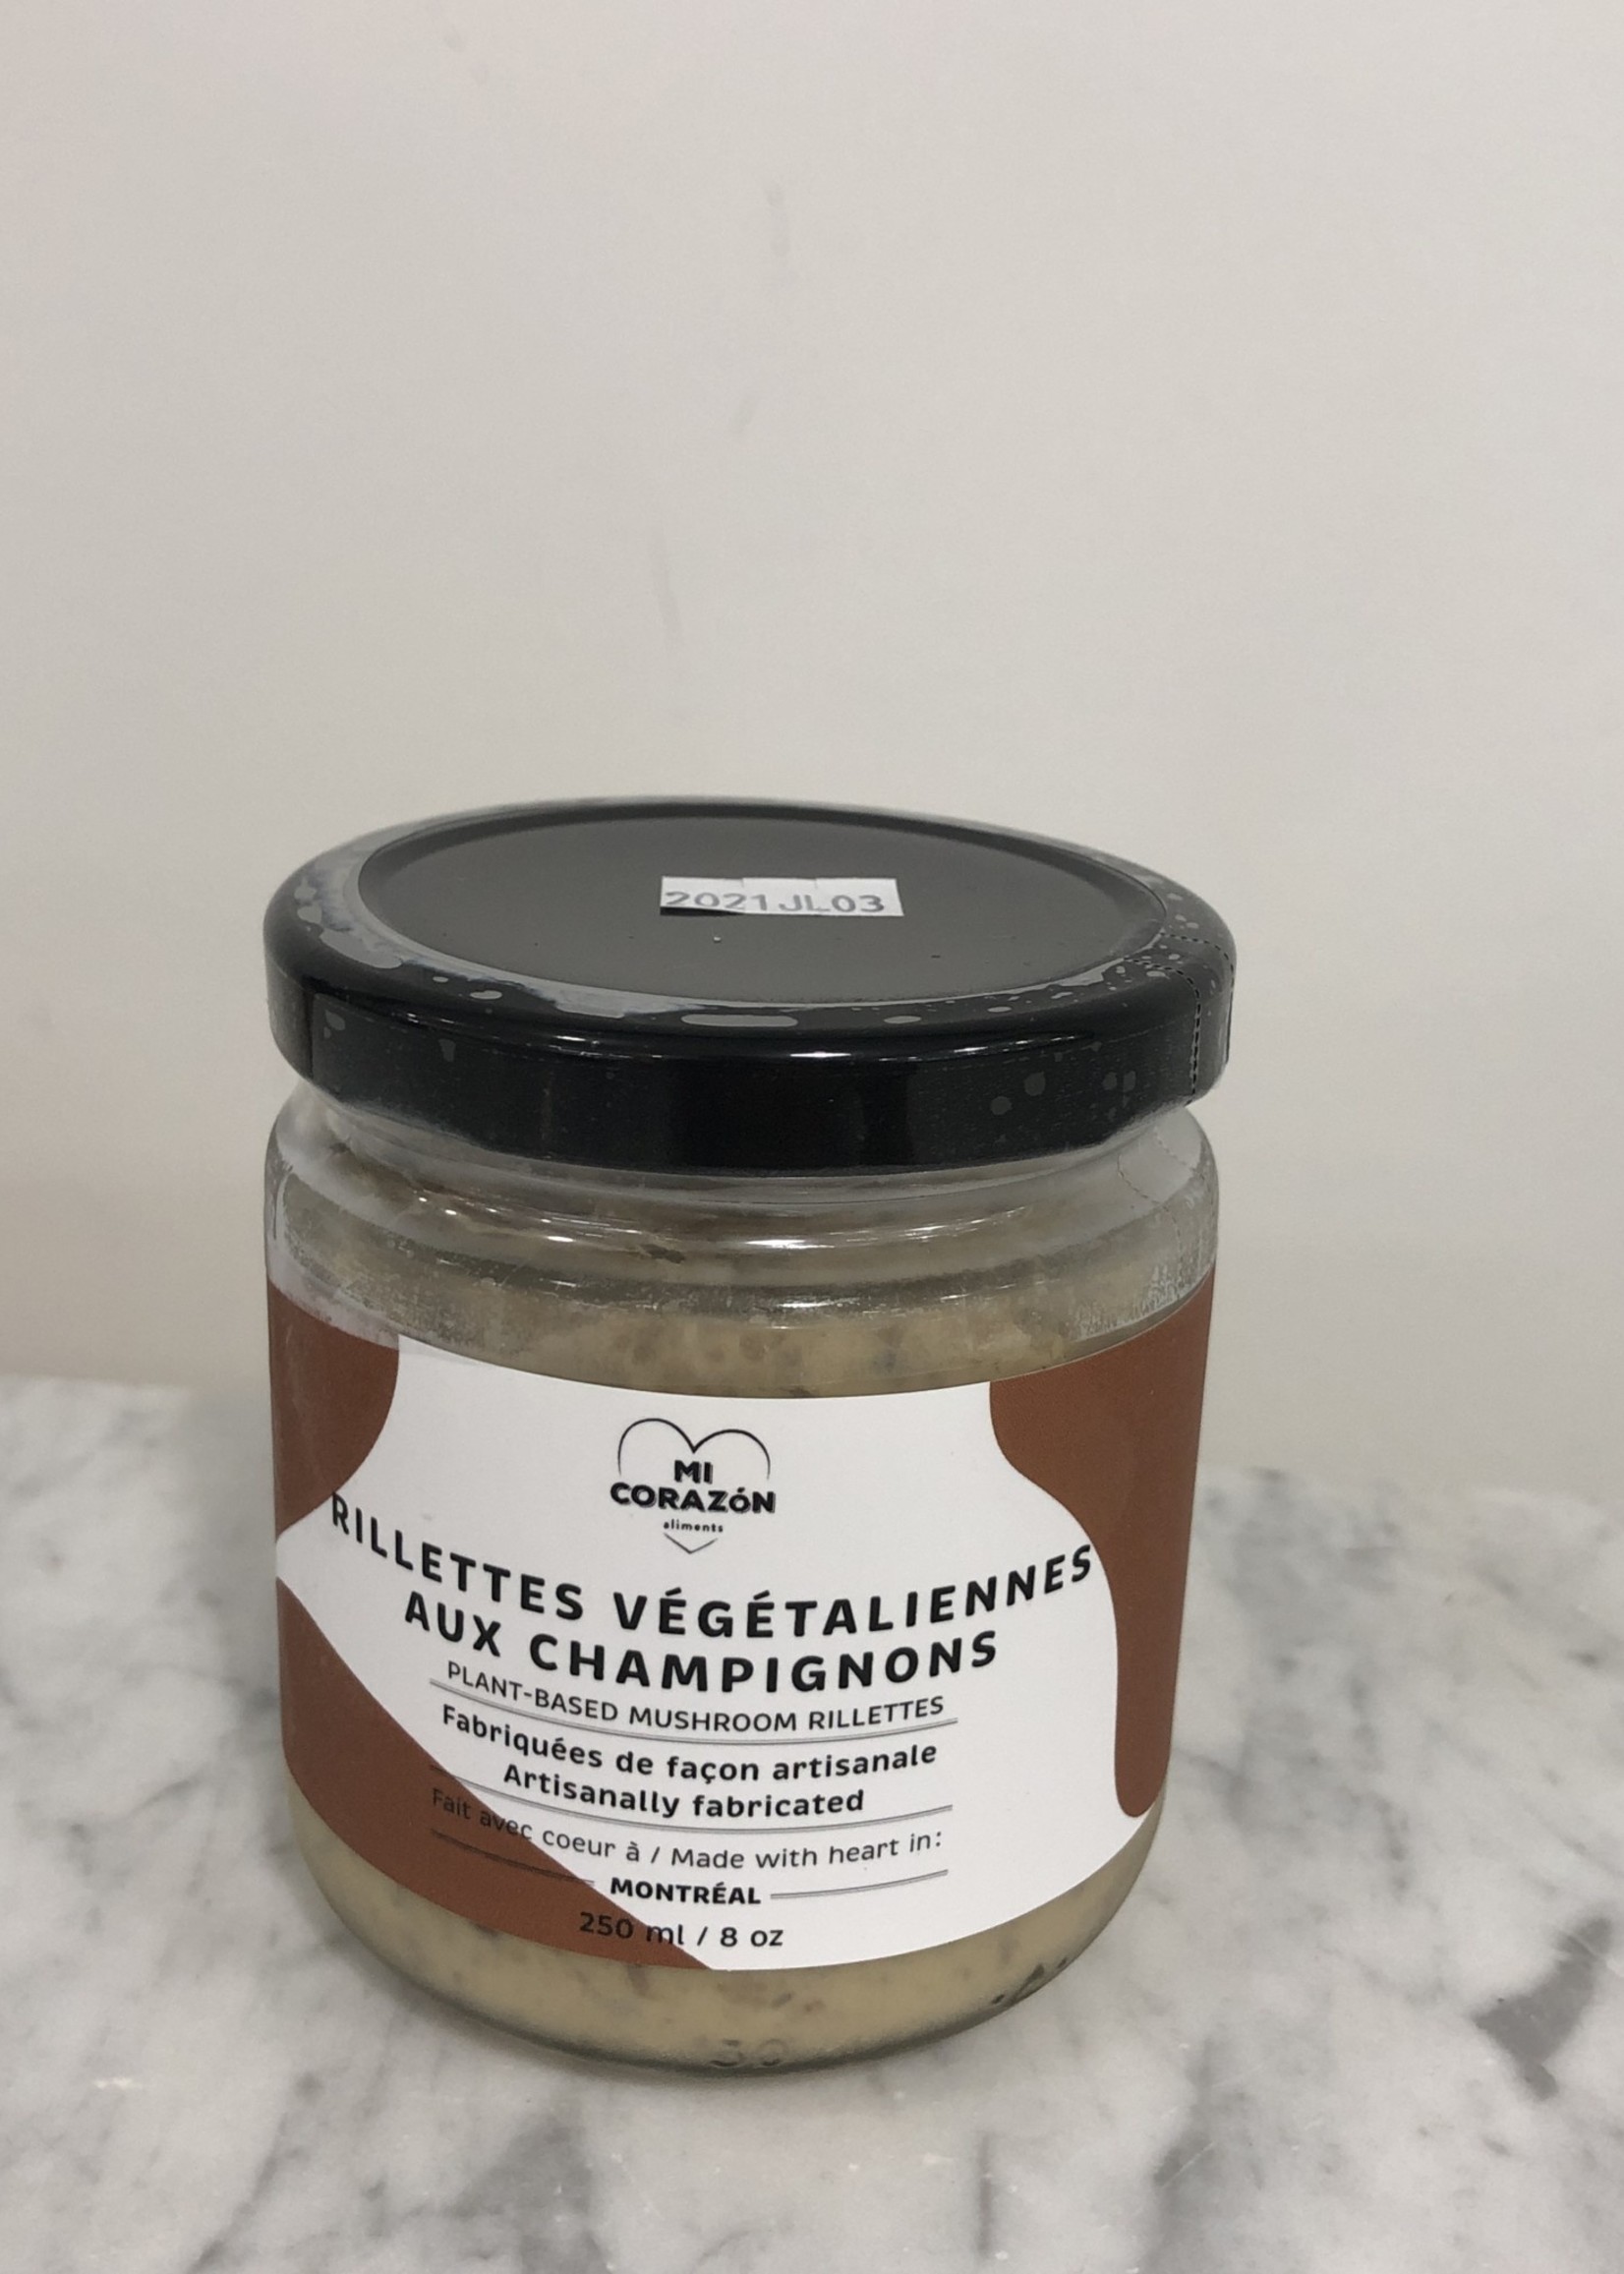 2021JL03
MI
CORAZÓN
aliments
RILLETTES VÉGÉTALIENNES
AUX CHAMPIGNONS
PLANT-BASED MUSHROOM RILLETTES
Fabriquées de façon artisanale
Artisanally fabricated
Fait avec coeur à / Made with heart in:
MONTRÉAL
250 ml / 8 oz